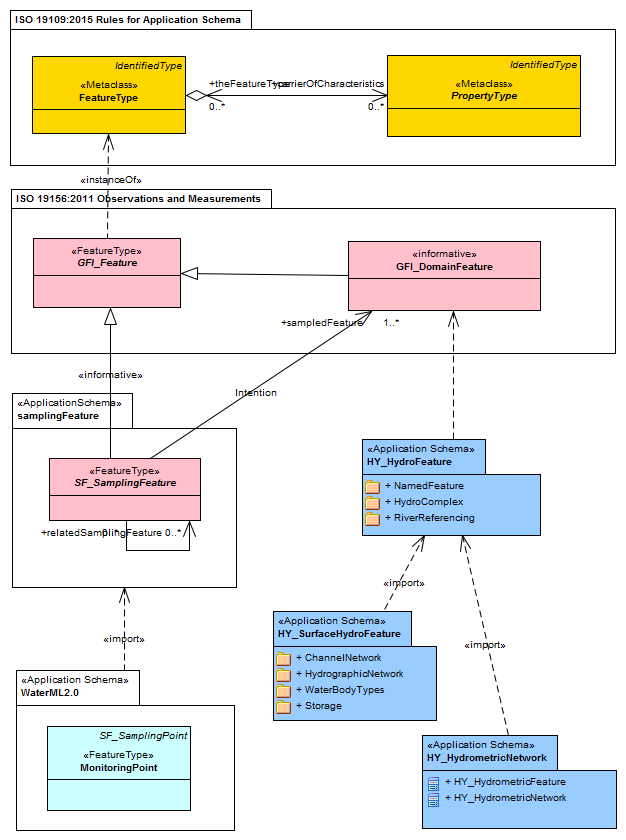 ISO 19109:2015 Rules for Application Schema
IdentifiedType
«Metaclass»
FeatureType
+theFeatureType
+carrierOfCharacteristics
0..*
0..*
IdentifiedType
«Metaclass»
PropertyType
«instanceOf»
ISO 19156:2011 Observations and Measurements
«FeatureType»
GFI_Feature
«informative»
GFI_DomainFeature
+sampledFeature
1..*
«informative»
Intention
«ApplicationSchema»
samplingFeature
«FeatureType»
SF_SamplingFeature
+relatedSamplingFeature
0..*
0..*
«Application Schema»
HY_HydroFeature
+ NamedFeature
+ HydroComplex
+ RiverReferencing
«import»
«import»
«import»
«Application Schema»
HY_SurfaceHydroFeature
+ ChannelNetwork
+ HydrographicNetwork
+ WaterBodyTypes
+ Storage
«Application Schema»
WaterML2.0
SF_SamplingPoint
«FeatureType»
MonitoringPoint
«Application Schema»
HY_HydrometricNetwork
+ HY_HydrometricFeature
+ HY_HydrometricNetwork